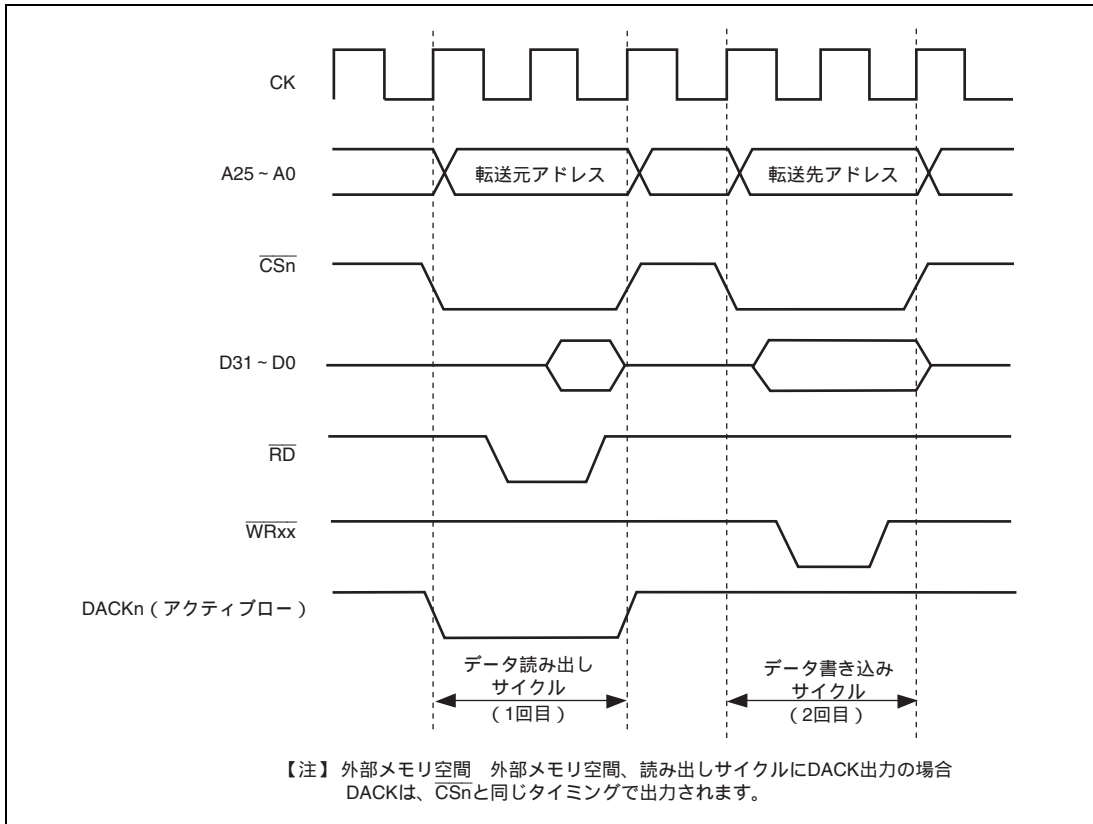 CK
A25 ~ A0
転送元アドレス
転送先アドレス
CSn
D31 ~ D0
RD
WRxx
DACKn ( アクティブロー )
データ読み出し
サイクル
( 1回目 )
データ書き込み
サイクル
( 2回目 )
【注】 外部メモリ空間 外部メモリ空間、読み出しサイクルにDACK出力の場合
DACKは、CSnと同じタイミングで出力されます。